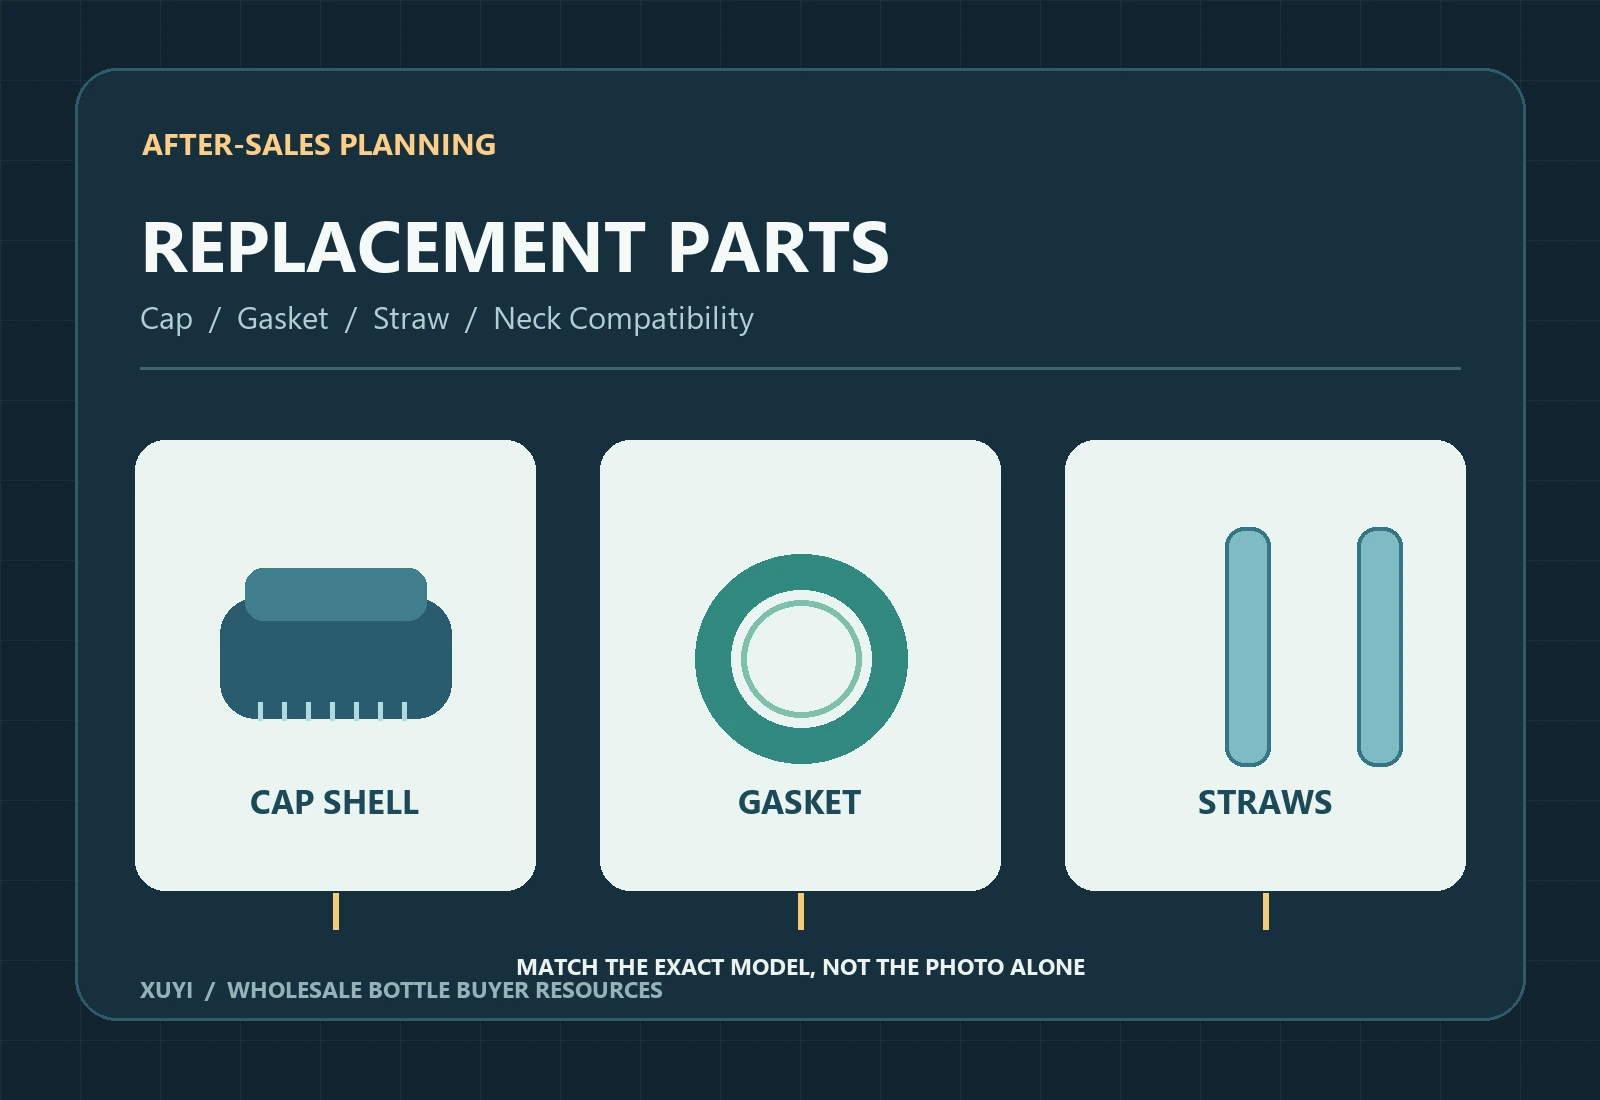 AFTER-SALES PLANNING
REPLACEMENT PARTS
Cap / Gasket / Straw / Neck Compatibility
CAP SHELL
GASKET
STRAWS
MATCH THE EXACT MODEL, NOT THE PHOTO ALONE
XUYI / WHOLESALE BOTTLE BUYER RESOURCES